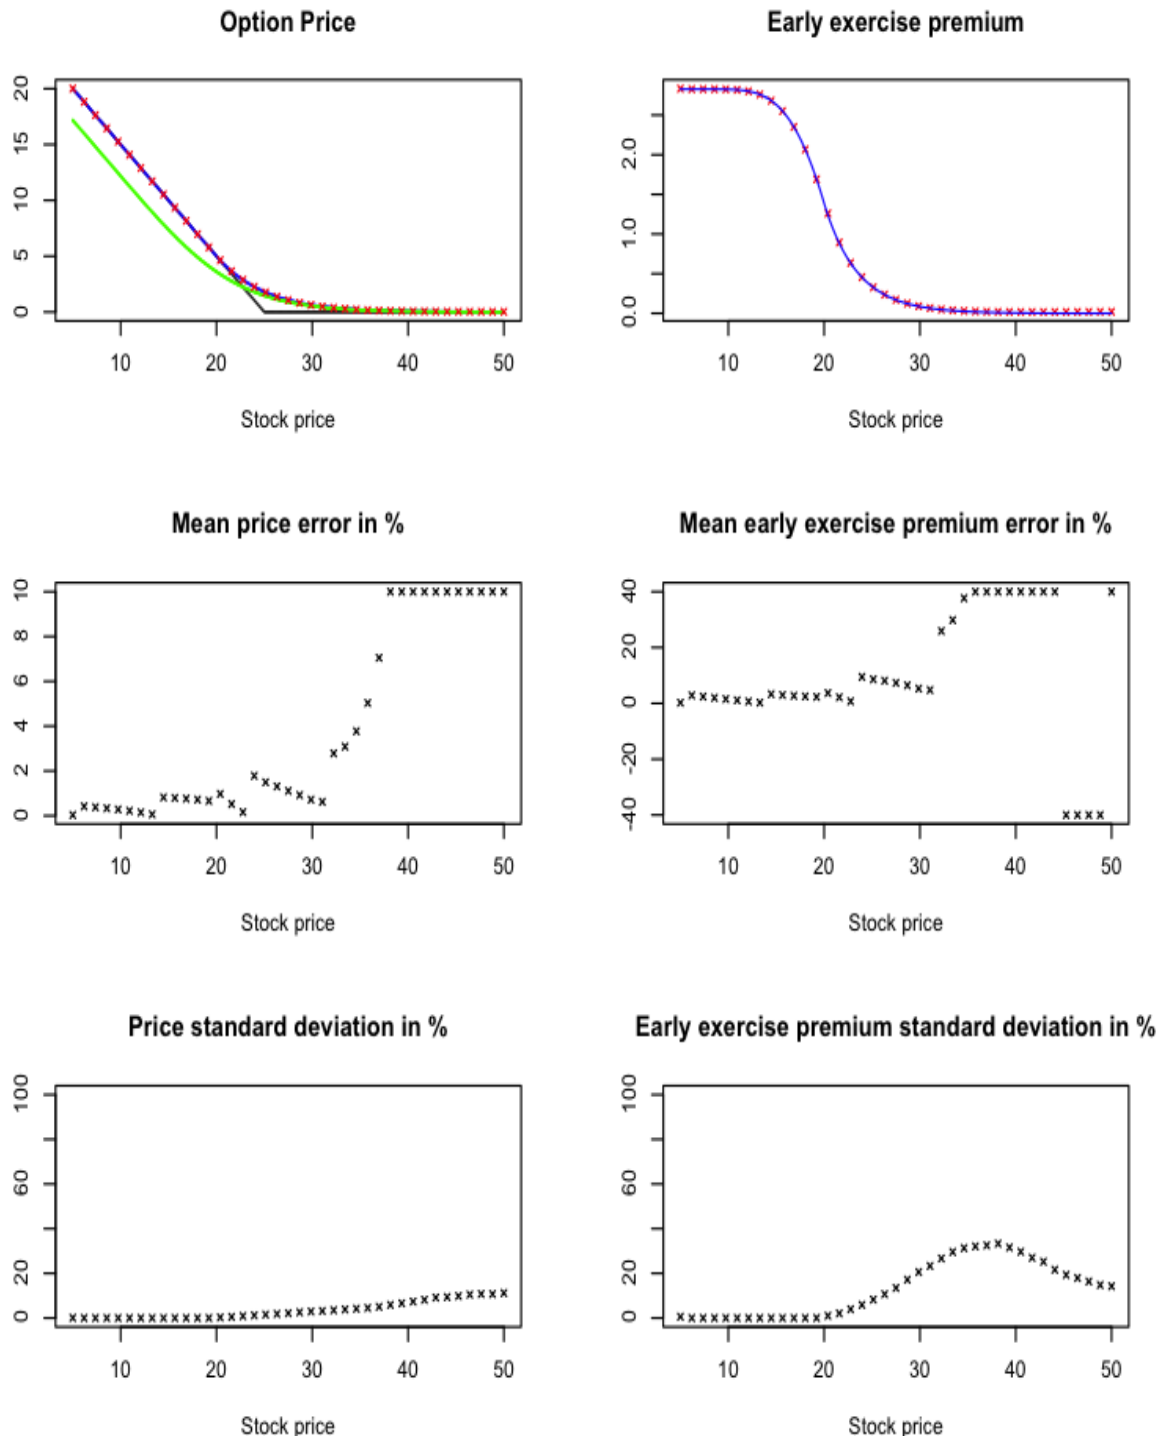 Option Price
20
15
10
5
0
10 20 30 40 50
Stock price
Early exercise premium
2.0
1.0
0.0
10 20 30 40 50
Stock price
Mean price error in %
10
8
6
4
2
0
10 20 30 40 50
Stock price
Mean early exercise premium error in %
40
20
0
-20
-40
10 20 30 40 50
Stock price
Price standard deviation in %
100
60
20
0
10 20 30 40 50
Stock price
Early exercise premium standard deviation in %
100
60
20
0
10 20 30 40 50
Stock price